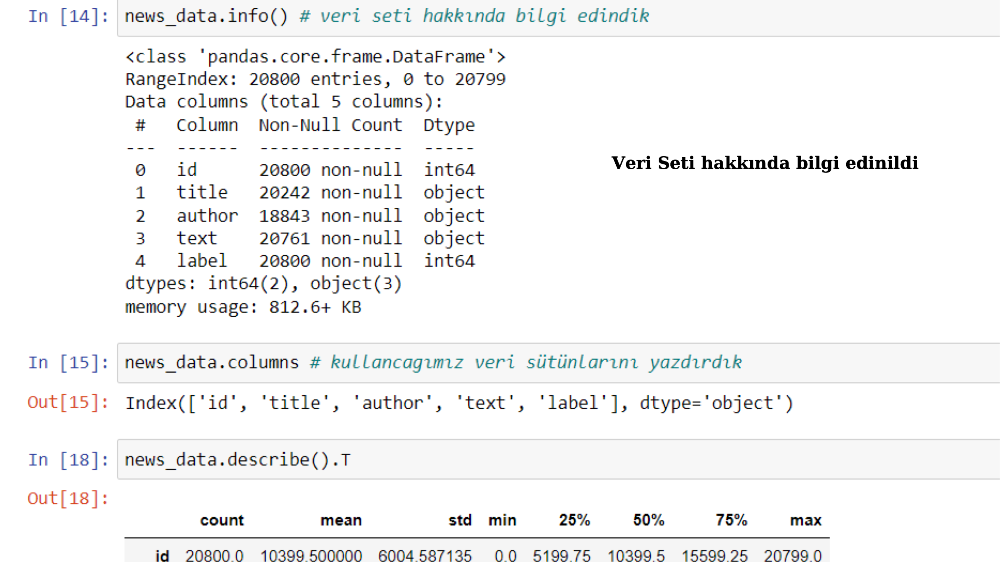 In [14]: news_data.info() # veri seti hakkında bilgi edindik
<class 'pandas.core.frame.DataFrame'>
RangeIndex: 20800 entries, 0 to 20799
Data columns (total 5 columns):
 #   Column  Non-Null Count  Dtype
---  ------  --------------  -----
 0   id      20800 non-null  int64
 1   title   20242 non-null  object
 2   author  18843 non-null  object
 3   text    20761 non-null  object
 4   label   20800 non-null  int64
dtypes: int64(2), object(3)
memory usage: 812.6+ KB
Veri Seti hakkında bilgi edinildi
In [15]: news_data.columns # kullancagımız veri sütünlarını yazdırdık
Out[15]: Index(['id', 'title', 'author', 'text', 'label'], dtype='object')
In [18]: news_data.describe().T
Out[18]:
count mean std min 25% 50% 75% max
id 20800.0 10399.500000 6004.587135 0.0 5199.75 10399.5 15599.25 20799.0